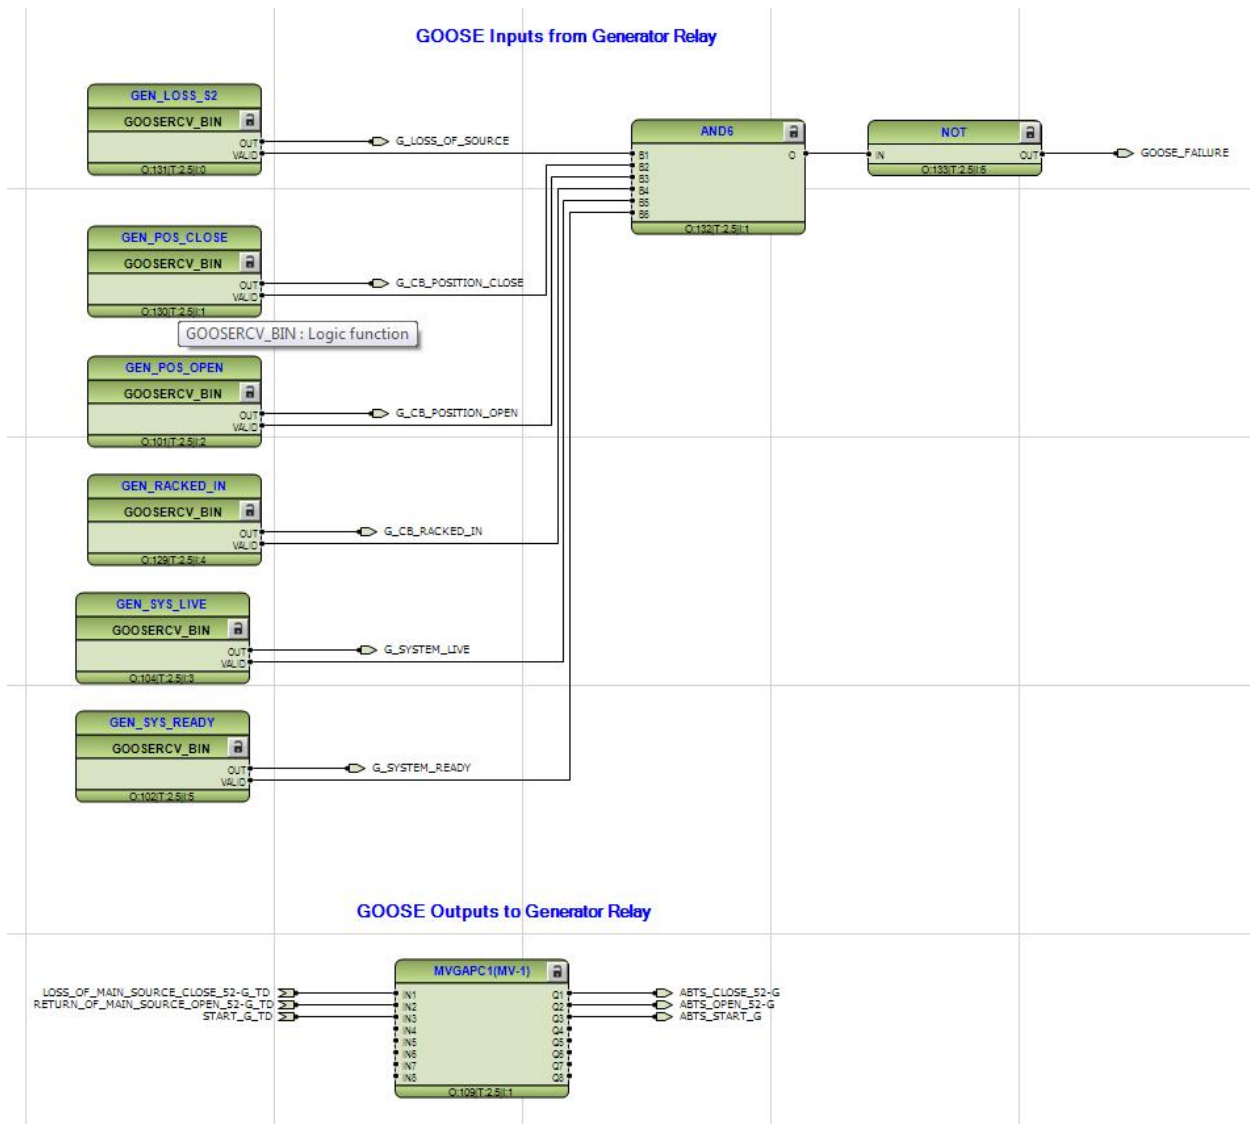 GOOSE Inputs from Generator Relay
GEN_LOSS_S2
GOOSERCV_BIN
OUT
VALID
O:131|T:2.5|I:0
G_LOSS_OF_SOURCE
AND6
B1
B2
B3
B4
B5
B6
O
O:132|T:2.5|I:1
NOT
IN
OUT
O:133|T:2.5|I:6
GOOSE_FAILURE
GEN_POS_CLOSE
GOOSERCV_BIN
OUT
VALID
O:130|T:2.5|I:1
G_CB_POSITION_CLOSE
GOOSERCV_BIN : Logic function
GEN_POS_OPEN
GOOSERCV_BIN
OUT
VALID
O:101|T:2.5|I:2
G_CB_POSITION_OPEN
GEN_RACKED_IN
GOOSERCV_BIN
OUT
VALID
O:129|T:2.5|I:4
G_CB_RACKED_IN
GEN_SYS_LIVE
GOOSERCV_BIN
OUT
VALID
O:104|T:2.5|I:3
G_SYSTEM_LIVE
GEN_SYS_READY
GOOSERCV_BIN
OUT
VALID
O:102|T:2.5|I:5
G_SYSTEM_READY
GOOSE Outputs to Generator Relay
MVGAPC1(MV-1)
LOSS_OF_MAIN_SOURCE_CLOSE_52-G_TD
RETURN_OF_MAIN_SOURCE_OPEN_52-G_TD
START_G_TD
IN1
IN2
IN3
IN4
IN5
IN6
IN7
IN8
Q1
Q2
Q3
Q4
Q5
Q6
Q7
Q8
O:109|T:2.5|I:1
ABTS_CLOSE_52-G
ABTS_OPEN_52-G
ABTS_START_G